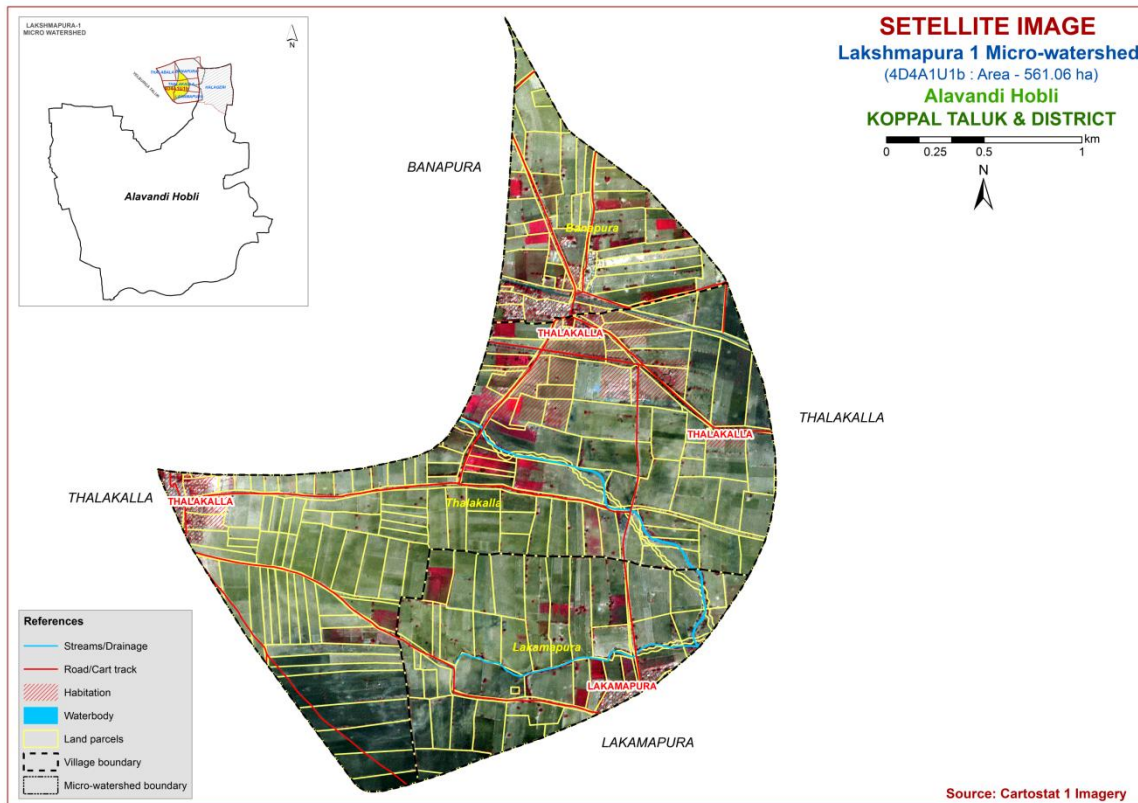 LAKSHMAPURA-1
MICRO WATERSHED
N
Alavandi Hobli
SETELLITE IMAGE
Lakshmapura 1 Micro-watershed
(4D4A1U1b : Area - 561.06 ha)
Alavandi Hobli
KOPPAL TALUK & DISTRICT
km
0 0.25 0.5 1
N
BANAPURA
Banapura
THALAKALLA
THALAKALLA
THALAKALLA
THALAKALLA
THALAKALLA
Thalakalla
Lakamapura
LAKAMAPURA
LAKAMAPURA
References
Streams/Drainage
Road/Cart track
Habitation
Waterbody
Land parcels
Village boundary
Micro-watershed boundary
Source: Cartostat 1 Imagery